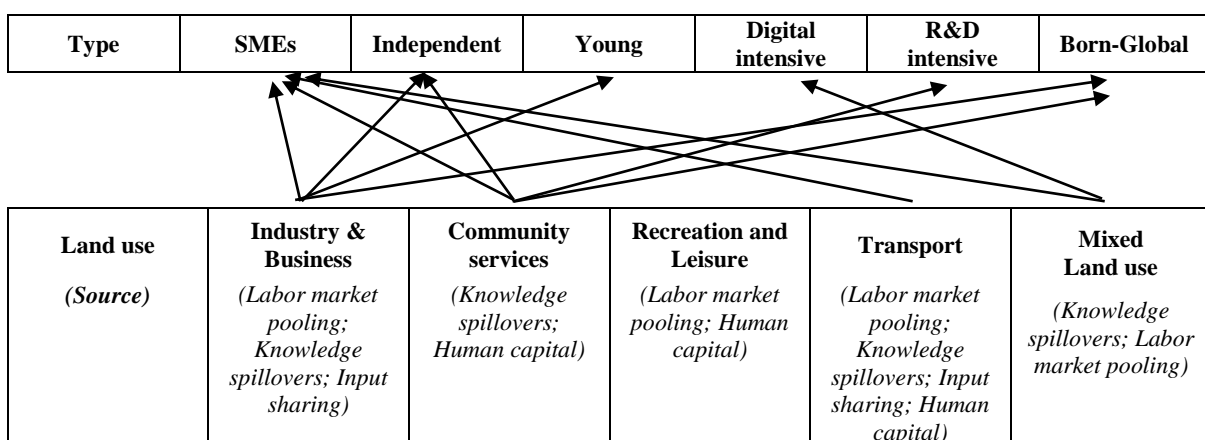 Type SMEs Independent Young Digital intensive R&D intensive Born-Global
Land use
(Source)
Industry &
Business
(Labor market
pooling;
Knowledge
spillovers; Input
sharing)
Community
services
(Knowledge
spillovers;
Human capital)
Recreation and
Leisure
(Labor market
pooling; Human
capital)
Transport
(Labor market
pooling;
Knowledge
spillovers; Input
sharing; Human
capital)
Mixed
Land use
(Knowledge
spillovers; Labor
market pooling)